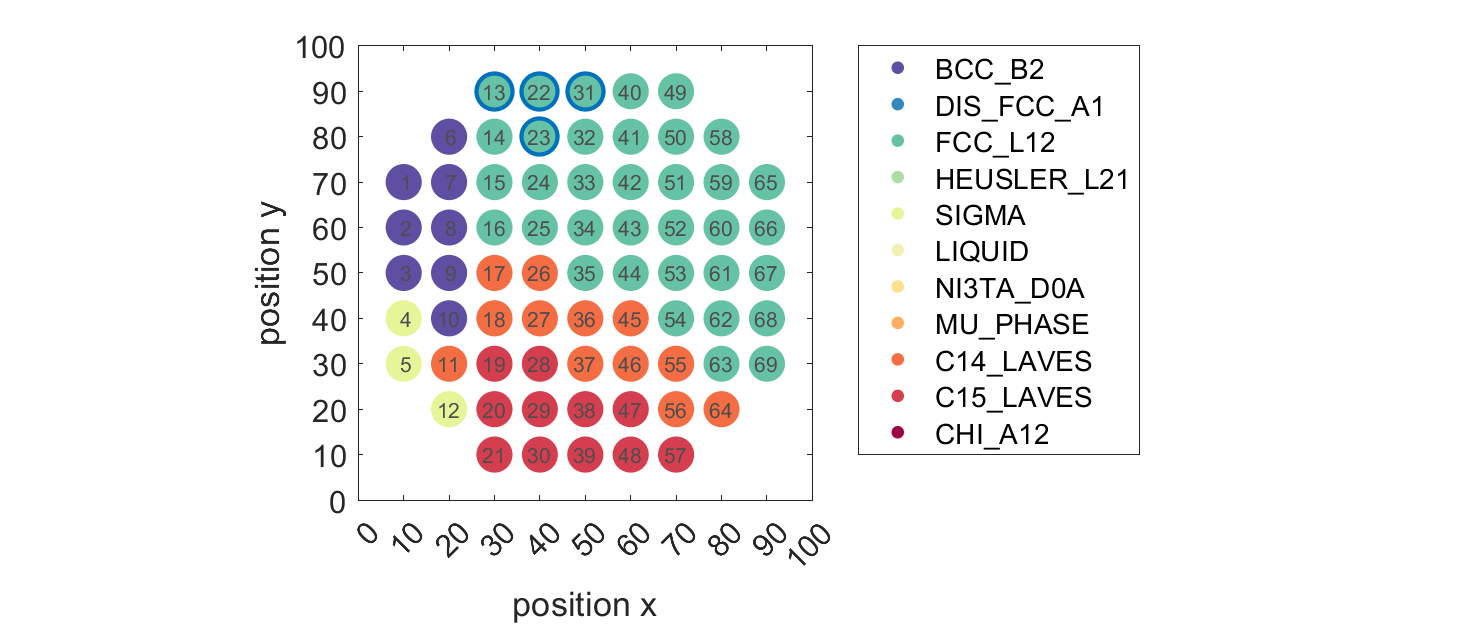 100
90
80
70
60
50
40
30
20
10
0
position y
13 22 31 40 49
6 14 23 32 41 50 58
1 7 15 24 33 42 51 59 65
2 8 16 25 34 43 52 60 66
3 9 17 26 35 44 53 61 67
4 10 18 27 36 45 54 62 68
5 11 19 28 37 46 55 63 69
12 20 29 38 47 56 64
21 30 39 48 57
0 10 20 30 40 50 60 70 80 90 100
position x
BCC_B2
DIS_FCC_A1
FCC_L12
HEUSLER_L21
SIGMA
LIQUID
NI3TA_D0A
MU_PHASE
C14_LAVES
C15_LAVES
CHI_A12